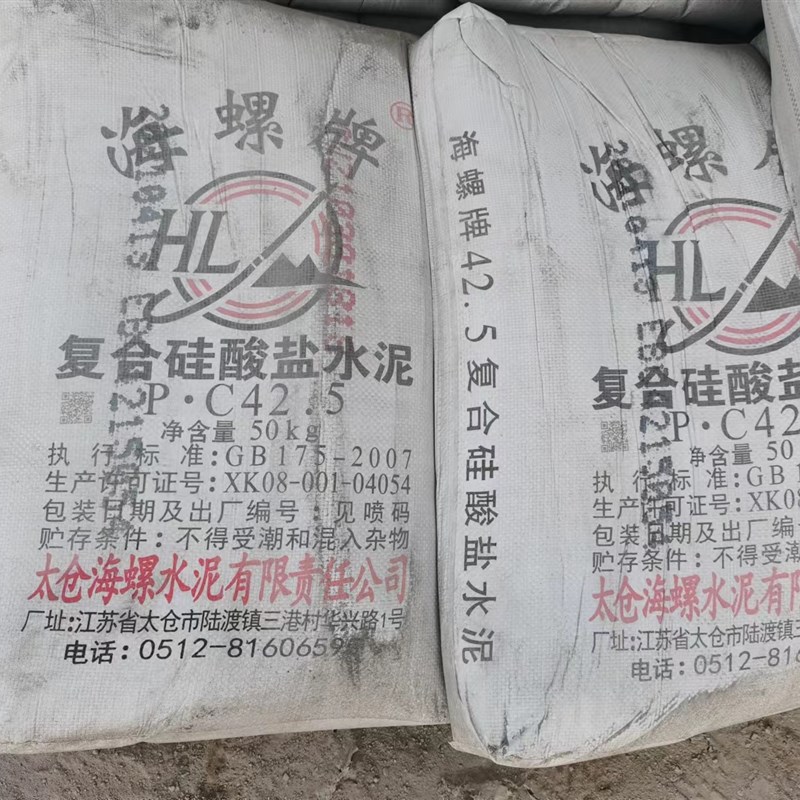 海螺牌®
HL
复合硅酸盐水泥
P·C42.5
净含量 50kg
执行标准:GB175-2007
生产许可证号:XK08-001-04054
包装日期及出厂编号:见喷码
贮存条件:不得受潮和混入杂物
太仓海螺水泥有限责任公司
厂址:江苏省太仓市陆渡镇三港村华兴路1号
电话:0512-8160659
海螺牌42.5复合硅酸盐水泥
海螺
HL
复合硅酸盐
P·C42
净含量 50
执行标准:GB
生产许可证号:XK08
包装日期及出厂编
贮存条件:不得受潮
太仓海螺水泥有
厂址:江苏省太仓市陆渡镇三
电话:0512-816